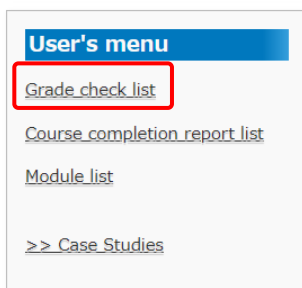 User's menu
Grade check list
Course completion report list
Module list
>> Case Studies